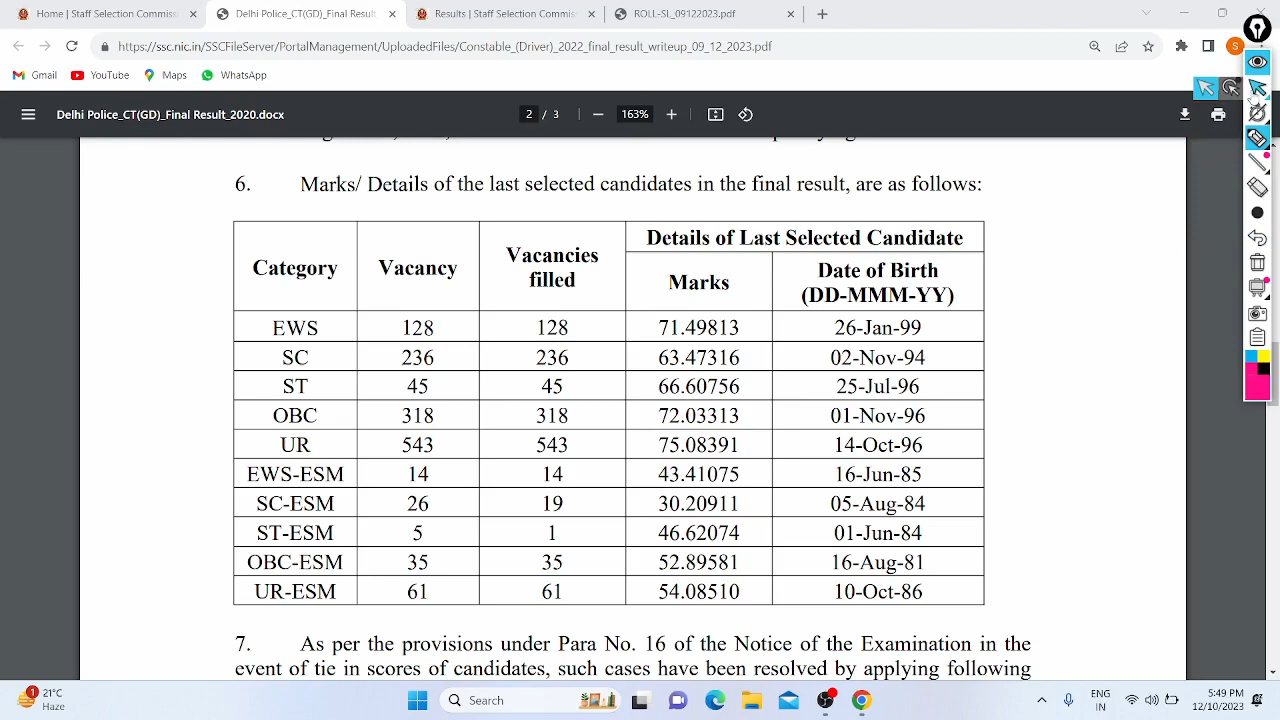 Home | Staff Selection Commissi
Delhi Police_CT(GD)_Final Result
Results | Staff Selection Commis
ROLL-SL_09122023.pdf
https://ssc.nic.in/SSCFileServer/PortalManagement/UploadedFiles/Constable_(Driver)_2022_final_result_writeup_09_12_2023.pdf
S
Gmail YouTube Maps WhatsApp
Delhi Police_CT(GD)_Final Result_2020.docx 2 / 3 163%
6. Marks/ Details of the last selected candidates in the final result, are as follows:
Category Vacancy Vacancies filled Details of Last Selected Candidate
Marks Date of Birth (DD-MMM-YY)
EWS 128 128 71.49813 26-Jan-99
SC 236 236 63.47316 02-Nov-94
ST 45 45 66.60756 25-Jul-96
OBC 318 318 72.03313 01-Nov-96
UR 543 543 75.08391 14-Oct-96
EWS-ESM 14 14 43.41075 16-Jun-85
SC-ESM 26 19 30.20911 05-Aug-84
ST-ESM 5 1 46.62074 01-Jun-84
OBC-ESM 35 35 52.89581 16-Aug-81
UR-ESM 61 61 54.08510 10-Oct-86
7. As per the provisions under Para No. 16 of the Notice of the Examination in the
event of tie in scores of candidates, such cases have been resolved by applying following
1
21°C
Haze
Search
ENG
IN
5:49 PM
12/10/2023